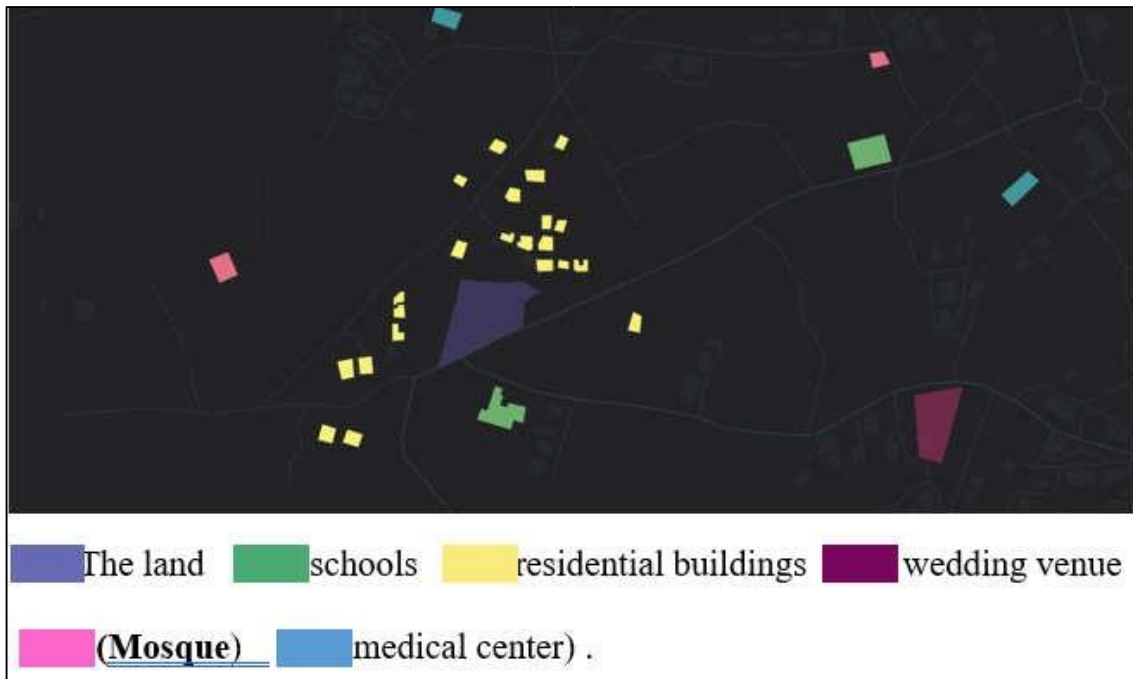 The land schools residential buildings wedding venue
(Mosque) medical center) .